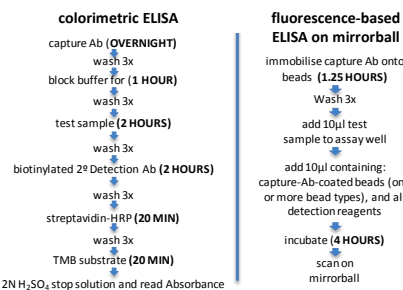 colorimetric ELISA
capture Ab (OVERNIGHT)
wash 3x
block buffer for (1 HOUR)
wash 3x
test sample (2 HOURS)
wash 3x
biotinylated 2º Detection Ab (2 HOURS)
wash 3x
streptavidin-HRP (20 MIN)
wash 3x
TMB substrate (20 MIN)
2N H₂SO₄ stop solution and read Absorbance
fluorescence-based
ELISA on mirrorball
immobilise capture Ab onto
beads (1.25 HOURS)
Wash 3x
add 10µl test
sample to assay well
add 10µl containing:
capture-Ab-coated beads (on
or more bead types), and al
detection reagents
incubate (4 HOURS)
scan on
mirrorball